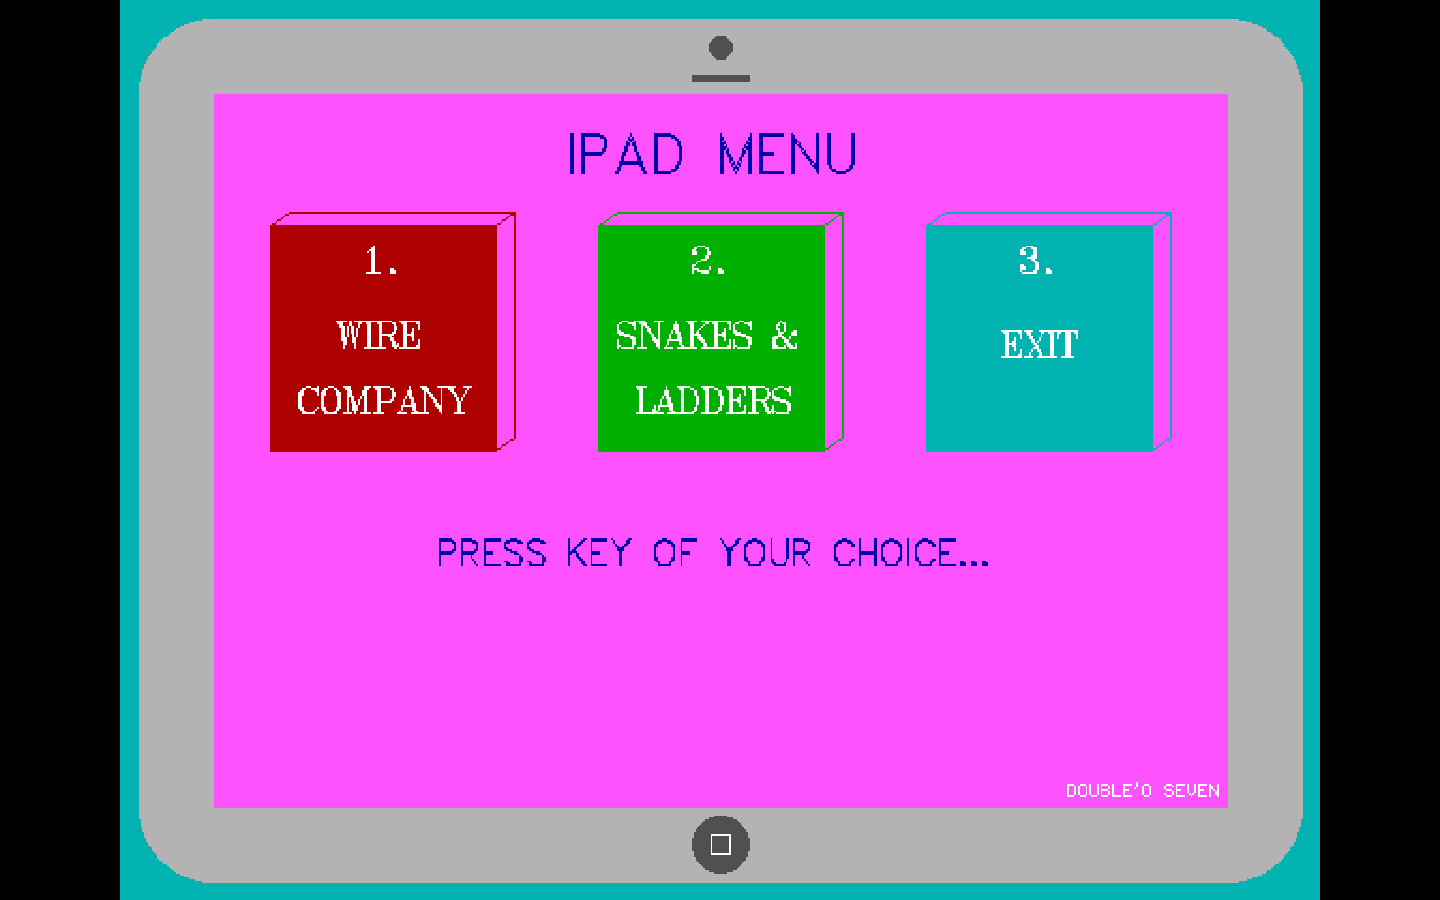 IPAD MENU
1.
WIRE
COMPANY
2.
SNAKES &
LADDERS
3.
EXIT
PRESS KEY OF YOUR CHOICE...
DOUBLE'O SEVEN